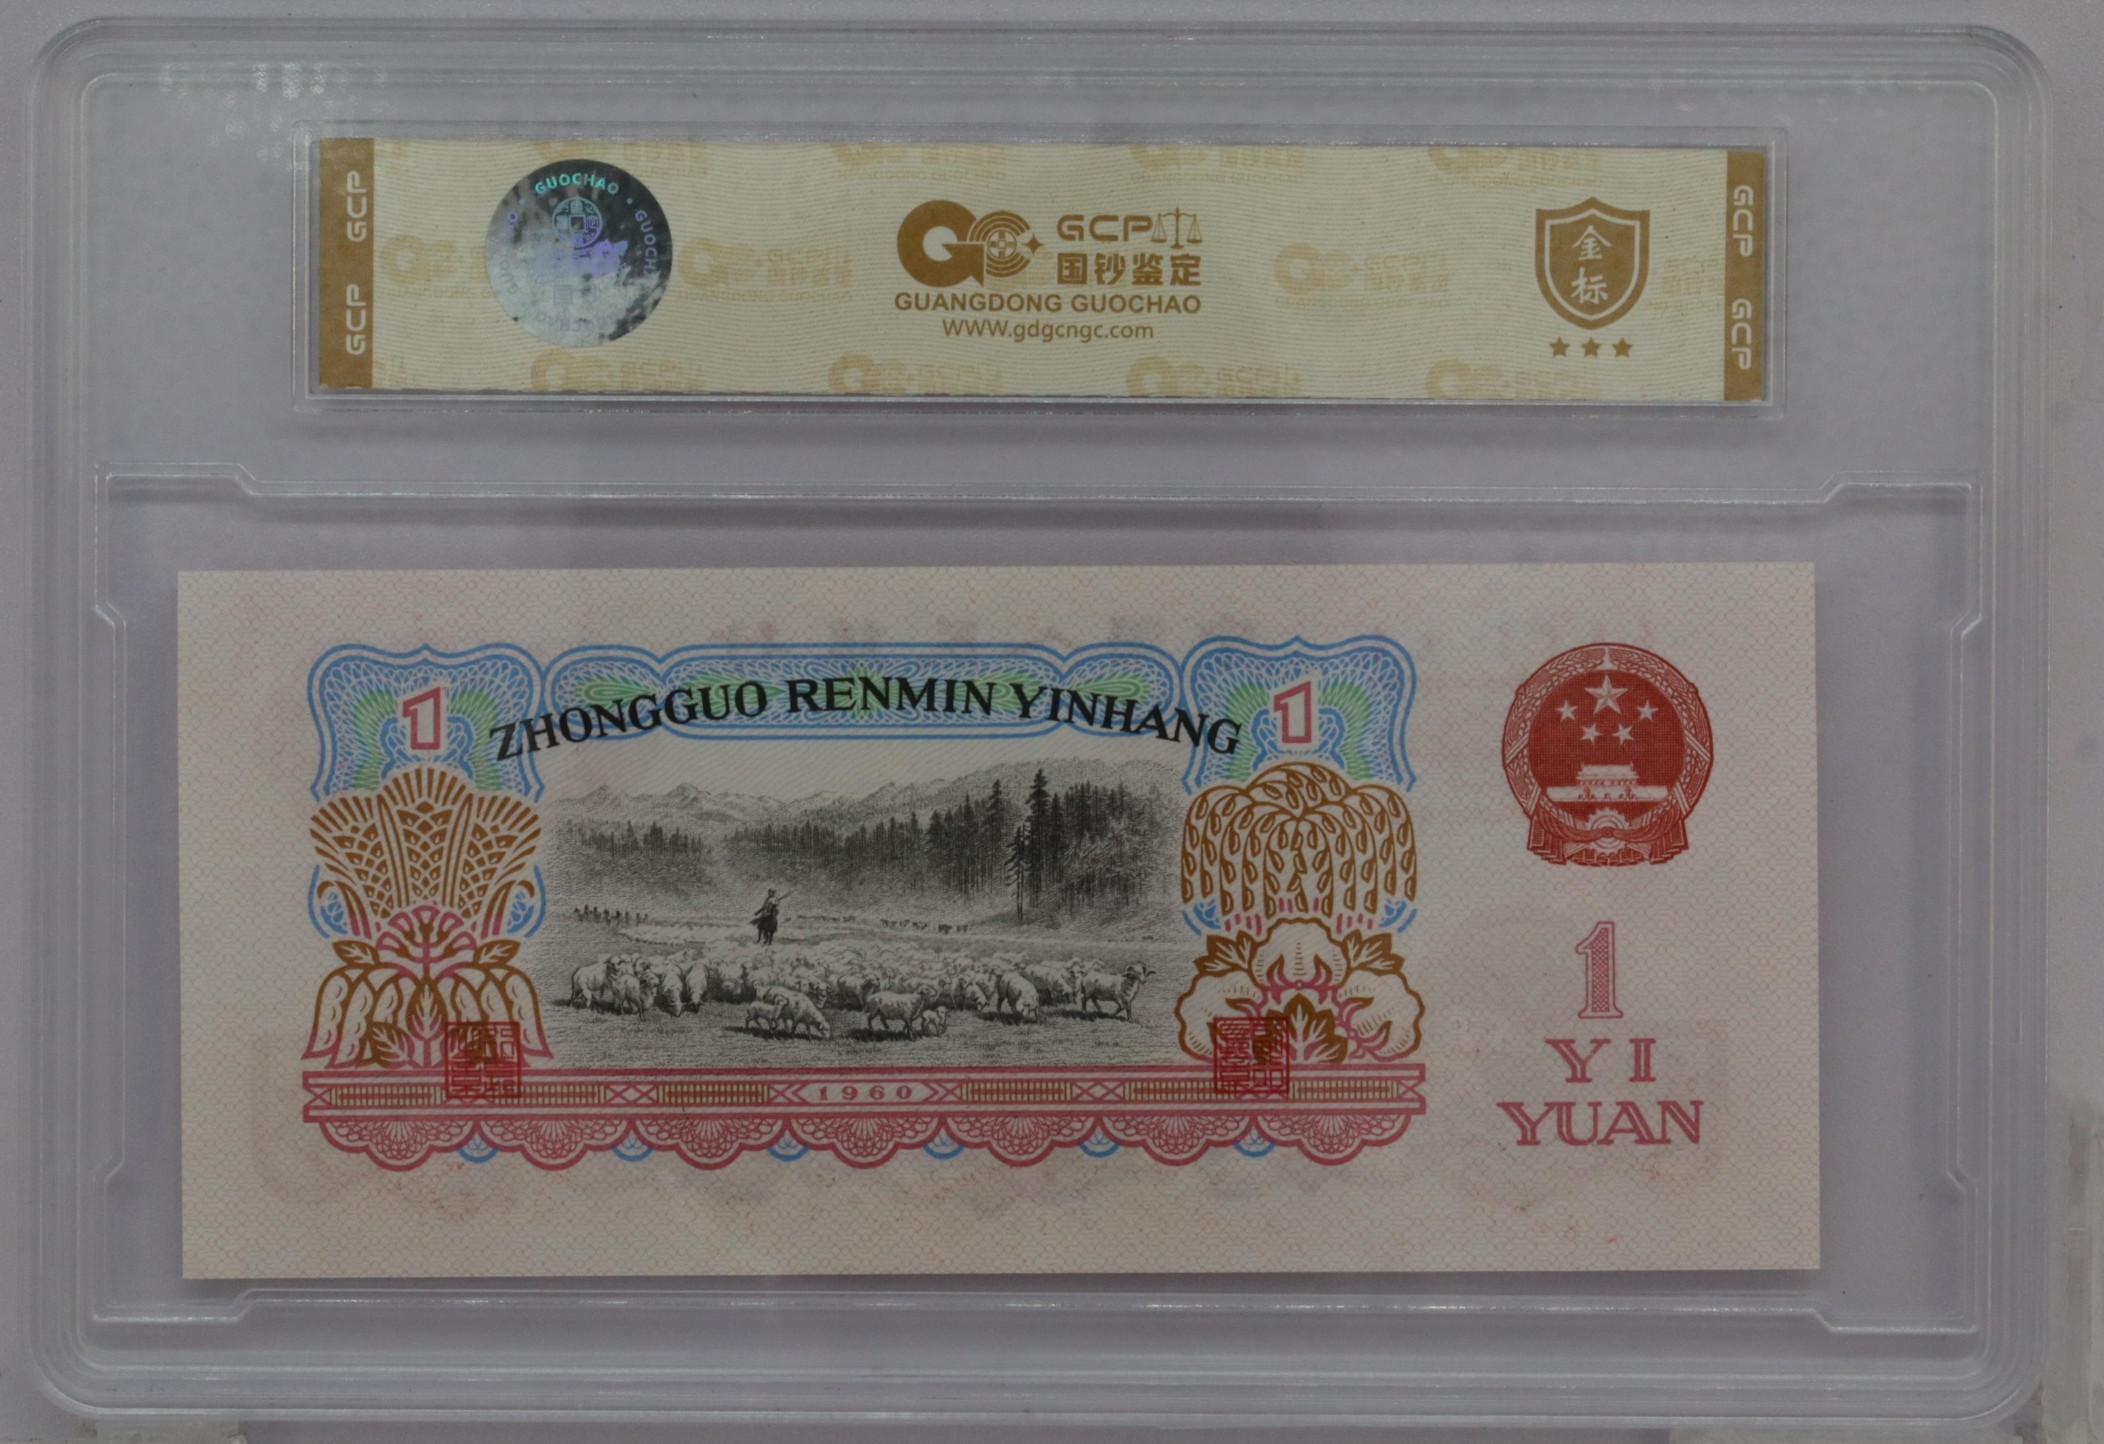 GCP
GCP
GUOCHAO
GUOCH
GCP
国钞鉴定
GUANGDONG GUOCHAO
WWW.gdgcngc.com
金
标
GCP
GCP
1
ZHONGGUO RENMIN YINHANG
1
1960
1
YI
YUAN